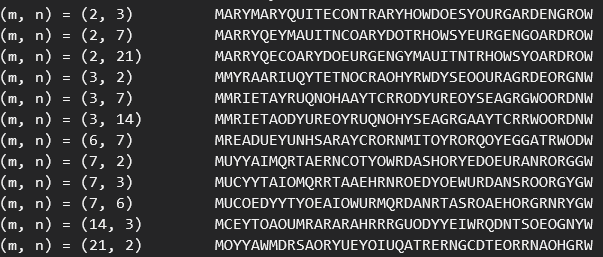 (m, n) = (2, 3) MARYMARYQUITECONTRARYHOWDOESYOURGARDENGROW
(m, n) = (2, 7) MARRYQEYMAUITNCOARYDOTRHOWSYEURGENGOARDROW
(m, n) = (2, 21) MARRYQECOARYDOEURGENGYMAUITNTRHOWSYOARDROW
(m, n) = (3, 2) MMYRAARIUQYTETNOCRAOHYRWDYSEOOURAGRDEORGNW
(m, n) = (3, 7) MMRIETAYRUQNOHAAYTCRRODYUREOYSEAGRGWOORDNW
(m, n) = (3, 14) MMRIETAODYUREOYRUQNOHYSEAGRGAAYTCRRWOORDNW
(m, n) = (6, 7) MREADUEYUNHSARAYCRORNMITOYRORQOYEGGATRWODW
(m, n) = (7, 2) MUYYAIMQRTAERNCOTYOWRDASHORYEDOEURANRORGGW
(m, n) = (7, 3) MUCYYTAIOMQRRTAAEHRNROEDYOEWURDANSROORGYGW
(m, n) = (7, 6) MUCOEDYYTYOEAIOWURMQRDANRTASROAEHORGRNRYGW
(m, n) = (14, 3) MCEYTOAOUMRARARAHRRRGUODYYEIWRQDNTSOEOGNYW
(m, n) = (21, 2) MOYYAWMDRSAORYUEYOIUQATRERNGCDTEORRNAOHGRW